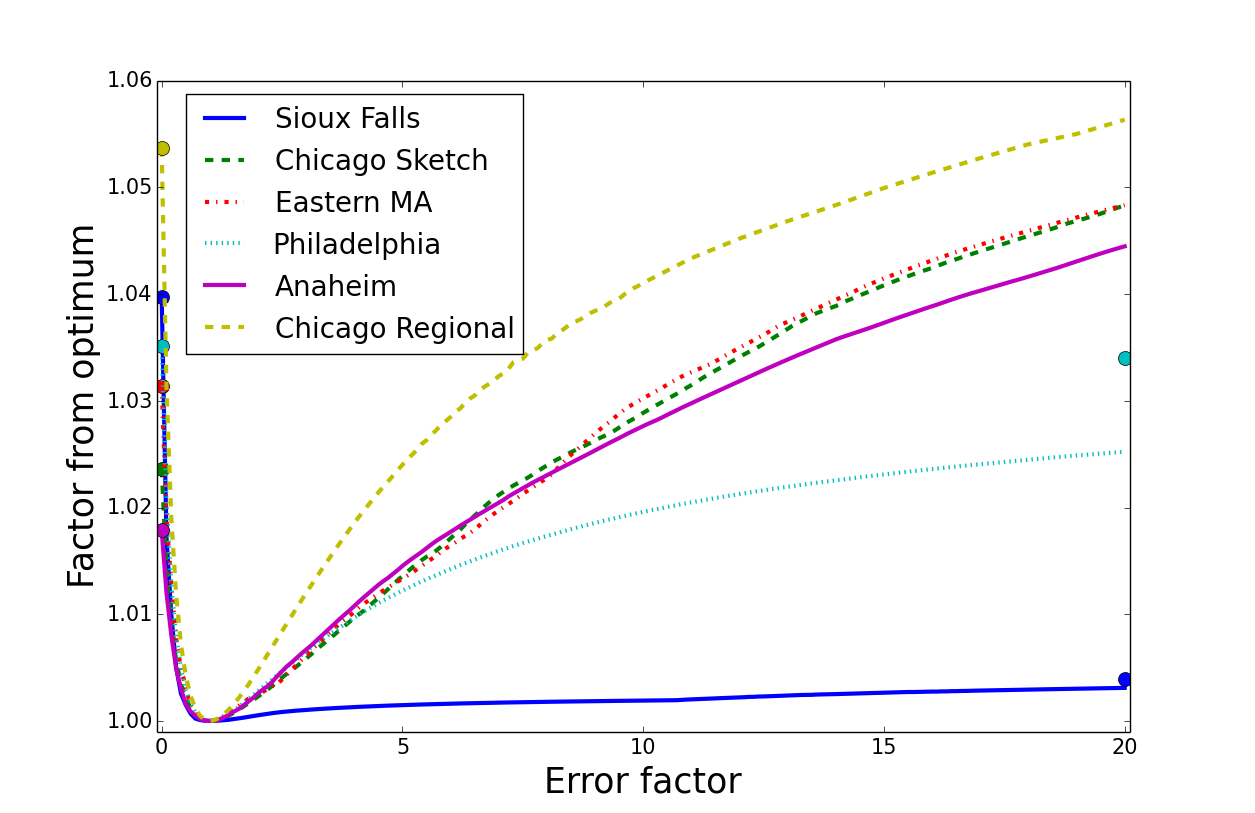 1.06
1.05
1.04
1.03
1.02
1.01
1.00
Factor from optimum
Sioux Falls
Chicago Sketch
Eastern MA
Philadelphia
Anaheim
Chicago Regional
0 5 10 15 20
Error factor